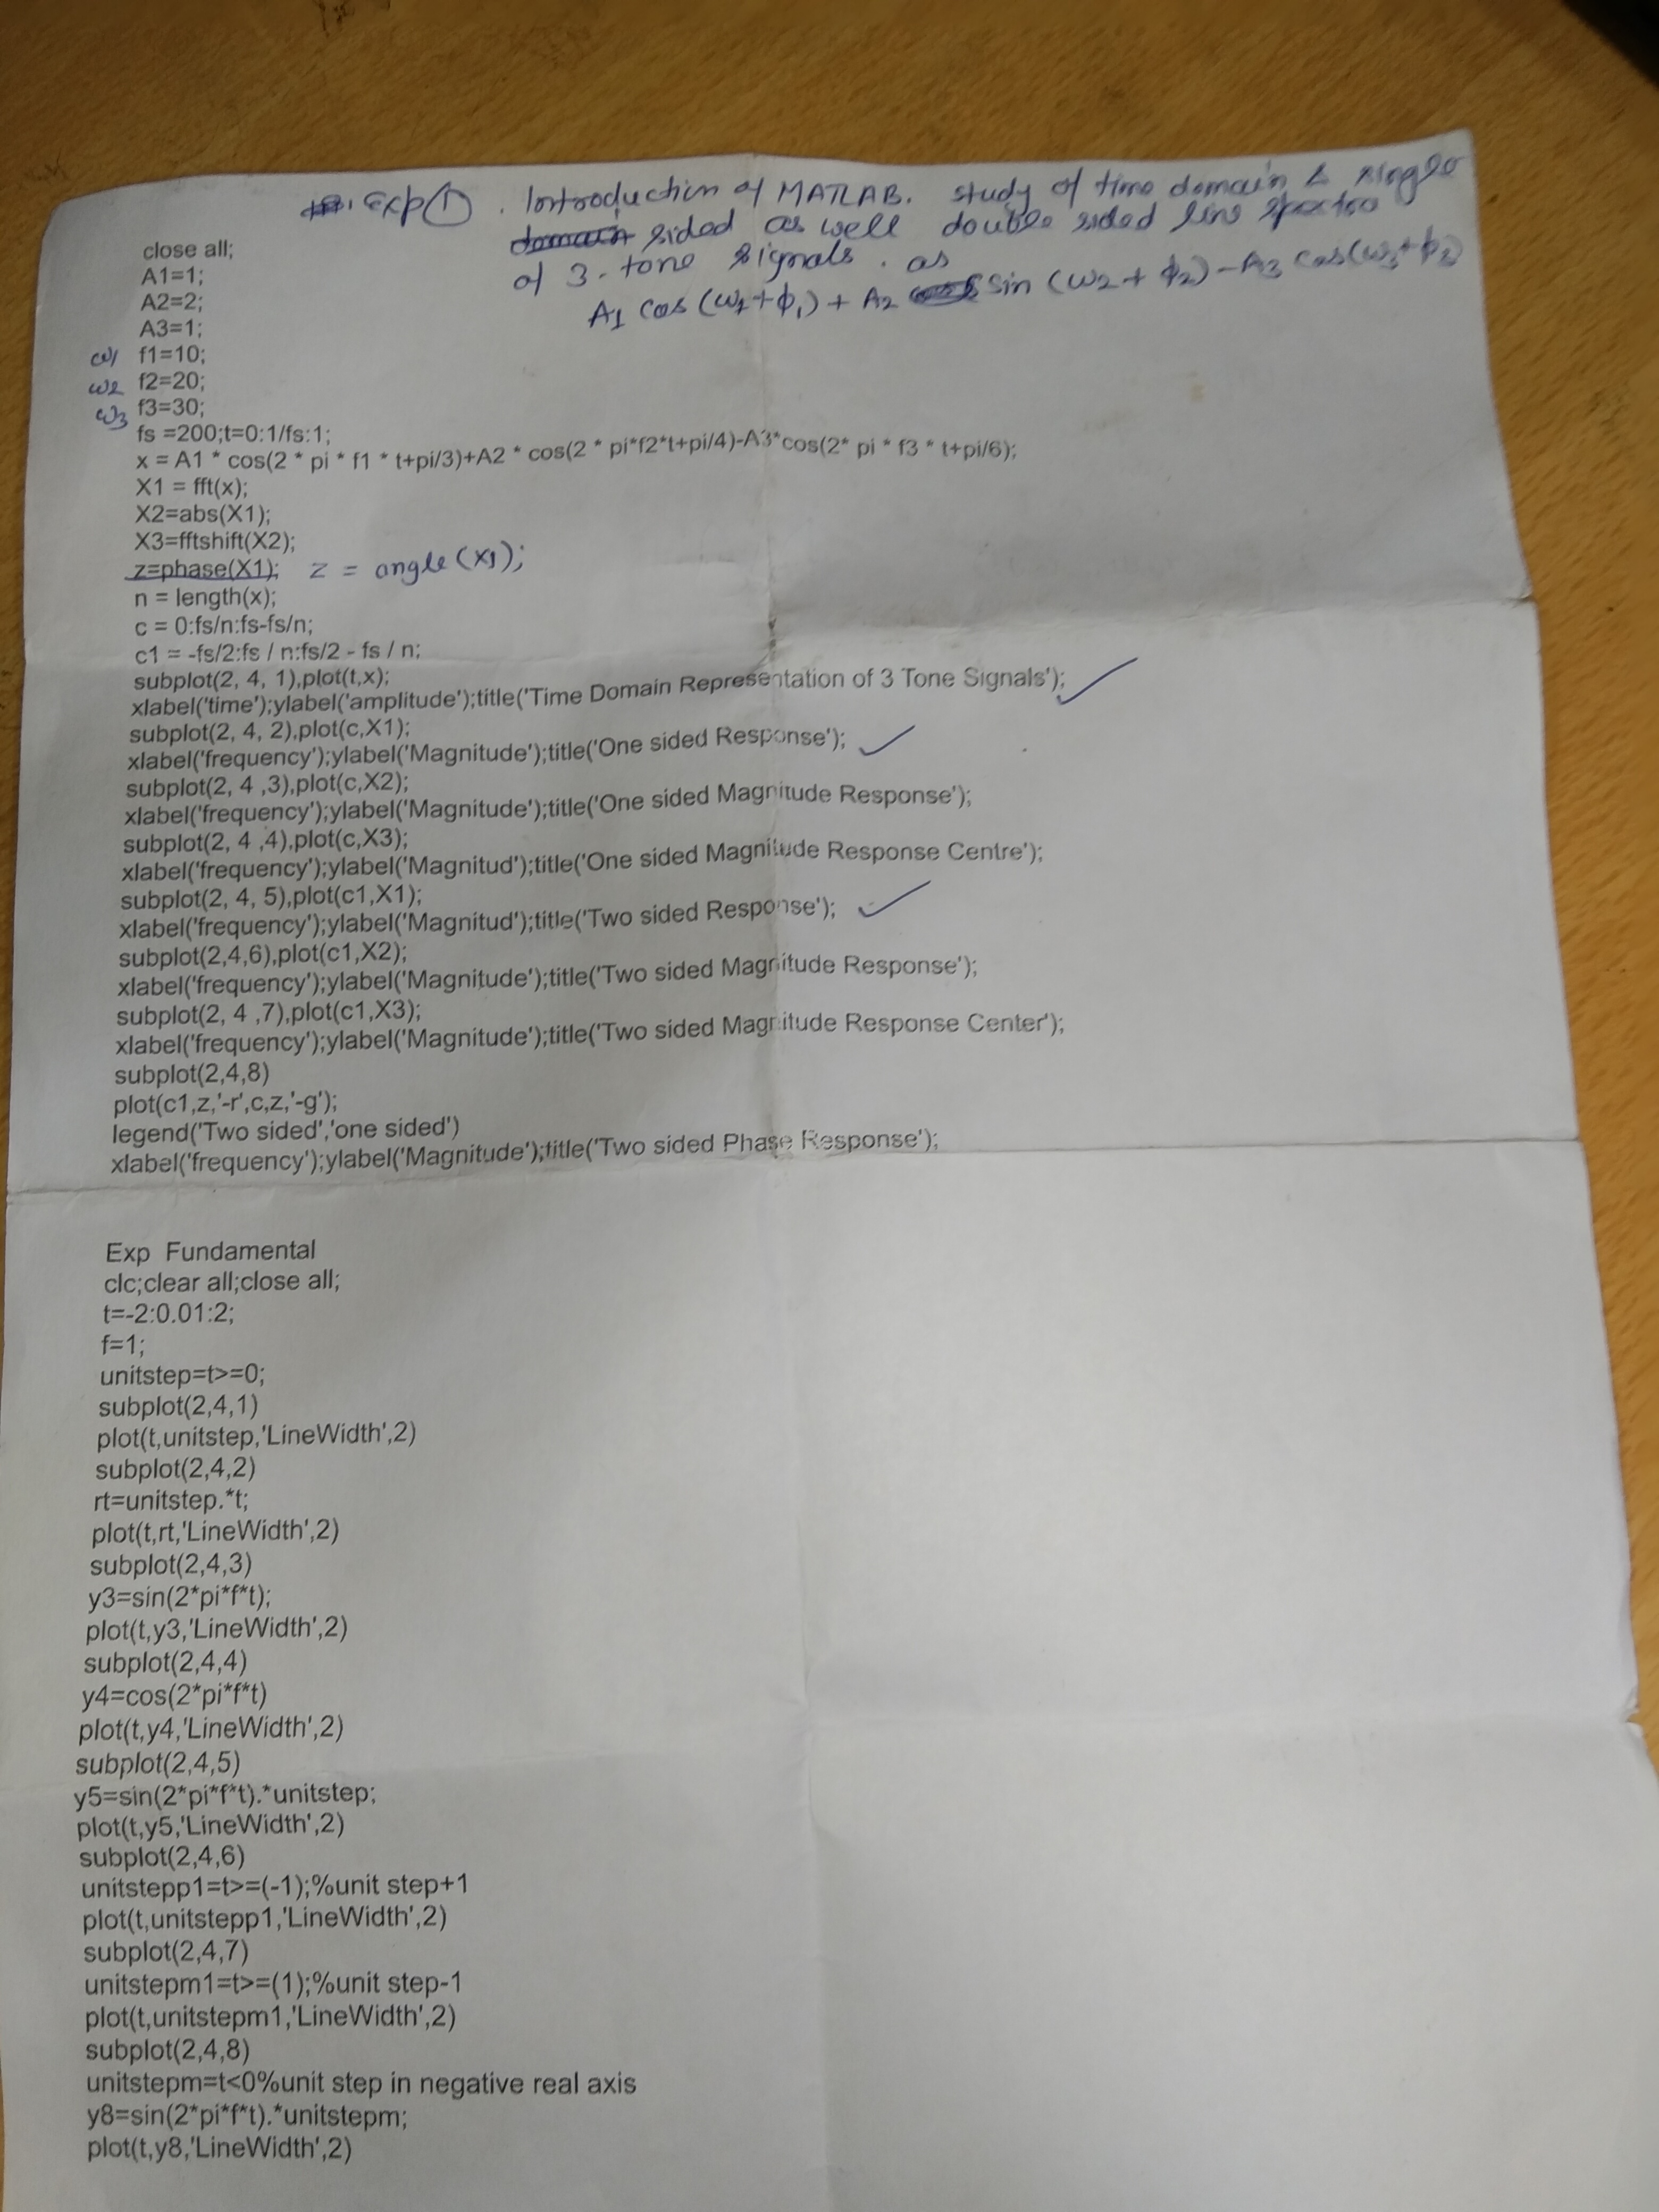 Exp ① . Introduction of MATLAB. study of time domain & single
domain sided as well double sided line spectra
of 3-tone signals. as
A1 cos (ω1+ϕ1) + A2 sin (ω2+ϕ2) - A3 cos(ω3+ϕ3)
close all;
A1=1;
A2=2;
A3=1;
ω1 f1=10;
ω2 f2=20;
ω3 f3=30;
fs =200;t=0:1/fs:1;
x = A1 * cos(2 * pi * f1 * t+pi/3)+A2 * cos(2 * pi*f2*t+pi/4)-A3*cos(2* pi * f3 * t+pi/6);
X1 = fft(x);
X2=abs(X1);
X3=fftshift(X2);
z=phase(X1); z = angle(X1);
n = length(x);
c = 0:fs/n:fs-fs/n;
c1 = -fs/2:fs / n:fs/2 - fs / n;
subplot(2, 4, 1),plot(t,x);
xlabel('time');ylabel('amplitude');title('Time Domain Representation of 3 Tone Signals');
subplot(2, 4, 2),plot(c,X1);
xlabel('frequency');ylabel('Magnitude');title('One sided Response');
subplot(2, 4 ,3),plot(c,X2);
xlabel('frequency');ylabel('Magnitude');title('One sided Magnitude Response');
subplot(2, 4 ,4),plot(c,X3);
xlabel('frequency');ylabel('Magnitud');title('One sided Magnitude Response Centre');
subplot(2, 4, 5),plot(c1,X1);
xlabel('frequency');ylabel('Magnitud');title('Two sided Response');
subplot(2,4,6),plot(c1,X2);
xlabel('frequency');ylabel('Magnitude');title('Two sided Magnitude Response');
subplot(2, 4 ,7),plot(c1,X3);
xlabel('frequency');ylabel('Magnitude');title('Two sided Magnitude Response Center');
subplot(2,4,8)
plot(c1,z,'-r',c,z,'-g');
legend('Two sided','one sided')
xlabel('frequency');ylabel('Magnitude');title('Two sided Phase Response');
Exp Fundamental
clc;clear all;close all;
t=-2:0.01:2;
f=1;
unitstep=t>=0;
subplot(2,4,1)
plot(t,unitstep,'LineWidth',2)
subplot(2,4,2)
rt=unitstep.*t;
plot(t,rt,'LineWidth',2)
subplot(2,4,3)
y3=sin(2*pi*f*t);
plot(t,y3,'LineWidth',2)
subplot(2,4,4)
y4=cos(2*pi*f*t)
plot(t,y4,'LineWidth',2)
subplot(2,4,5)
y5=sin(2*pi*f*t).*unitstep;
plot(t,y5,'LineWidth',2)
subplot(2,4,6)
unitstepp1=t>=(-1);%unit step+1
plot(t,unitstepp1,'LineWidth',2)
subplot(2,4,7)
unitstepm1=t>=(1);%unit step-1
plot(t,unitstepm1,'LineWidth',2)
subplot(2,4,8)
unitstepm=t<0%unit step in negative real axis
y8=sin(2*pi*f*t).*unitstepm;
plot(t,y8,'LineWidth',2)